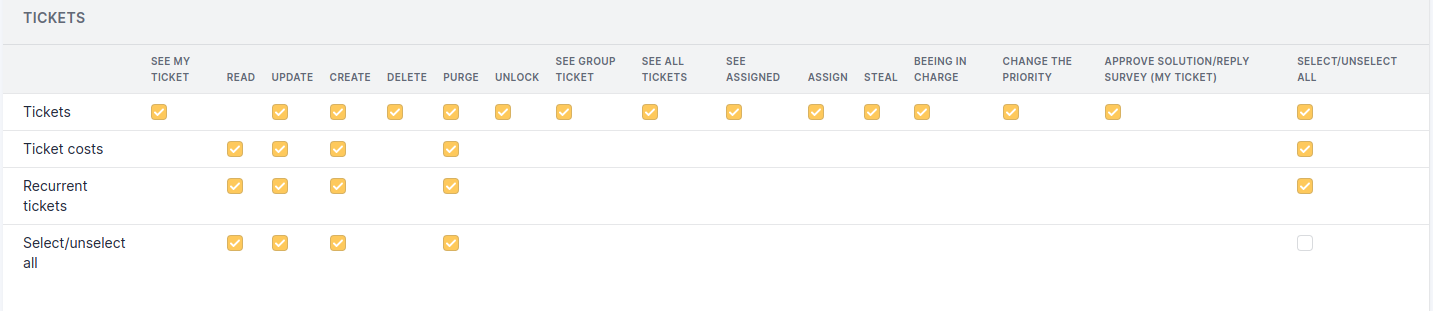 TICKETS
SEE MY SEE GROUP SEE ALL SEE BEEING IN CHANGE THE APPROVE SOLUTION/REPLY SELECT/UNSELECT
TICKET READ UPDATE CREATE DELETE PURGE UNLOCK TICKET TICKETS ASSIGNED ASSIGN STEAL CHARGE PRIORITY SURVEY (MY TICKET) ALL
Tickets
Ticket costs
Recurrent
tickets
Select/unselect
all